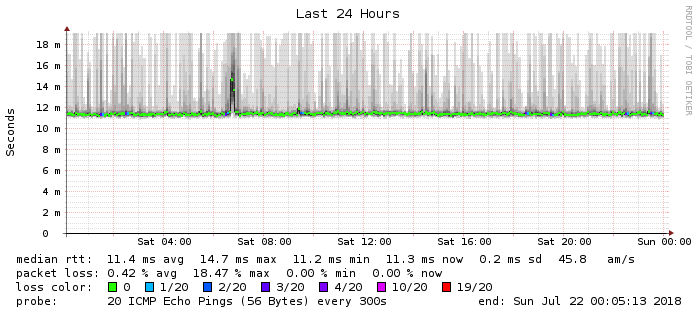 Last 24 Hours
RRDTOOL / TOBI OETIKER
Seconds
18 m
16 m
14 m
12 m
10 m
8 m
6 m
4 m
2 m
0
Sat 04:00 Sat 08:00 Sat 12:00 Sat 16:00 Sat 20:00 Sun 00:00
median rtt: 11.4 ms avg 14.7 ms max 11.2 ms min 11.3 ms now 0.2 ms sd 45.8 am/s
packet loss: 0.42 % avg 18.47 % max 0.00 % min 0.00 % now
loss color: 0 1/20 2/20 3/20 4/20 10/20 19/20
probe: 20 ICMP Echo Pings (56 Bytes) every 300s end: Sun Jul 22 00:05:13 2018